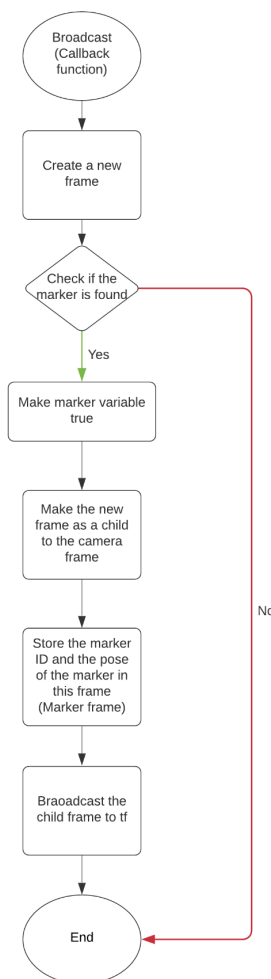 Broadcast
(Callback
function)
Create a new
frame
Check if the
marker is found
Yes
Make marker variable
true
Make the new
frame as a child
to the camera
frame
No
Store the marker
ID and the pose
of the marker in
this frame
(Marker frame)
Braoadcast the
child frame to tf
End